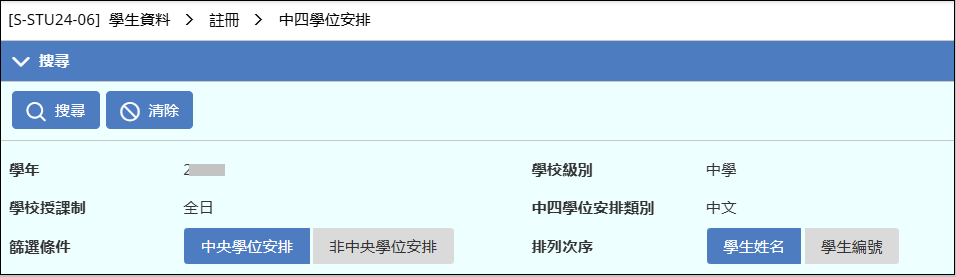 [S-STU24-06] 學生資料 > 註冊 > 中四學位安排
搜尋
搜尋 清除
學年 2 學校級別 中學
學校授課制 全日 中四學位安排類別 中文
篩選條件 中央學位安排 非中央學位安排 排列次序 學生姓名 學生編號